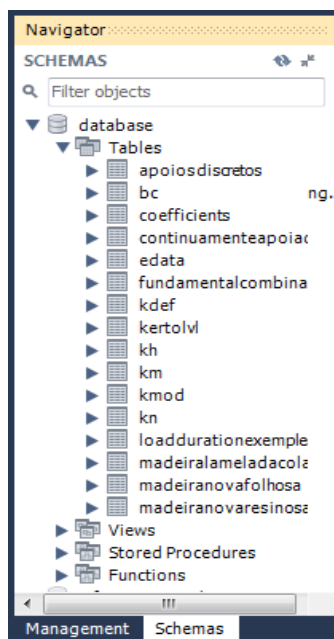 Navigator
SCHEMAS
Filter objects
database
Tables
apoiosdiscretos
bc ng.
coefficients
continuamenteapoiac
edata
fundamentalcombina
kdef
kertolvl
kh
km
kmod
kn
loaddurationexemple
madeiralameladacola
madeiranovafolhosa
madeiranovaresinosa
Views
Stored Procedures
Functions
Management Schemas